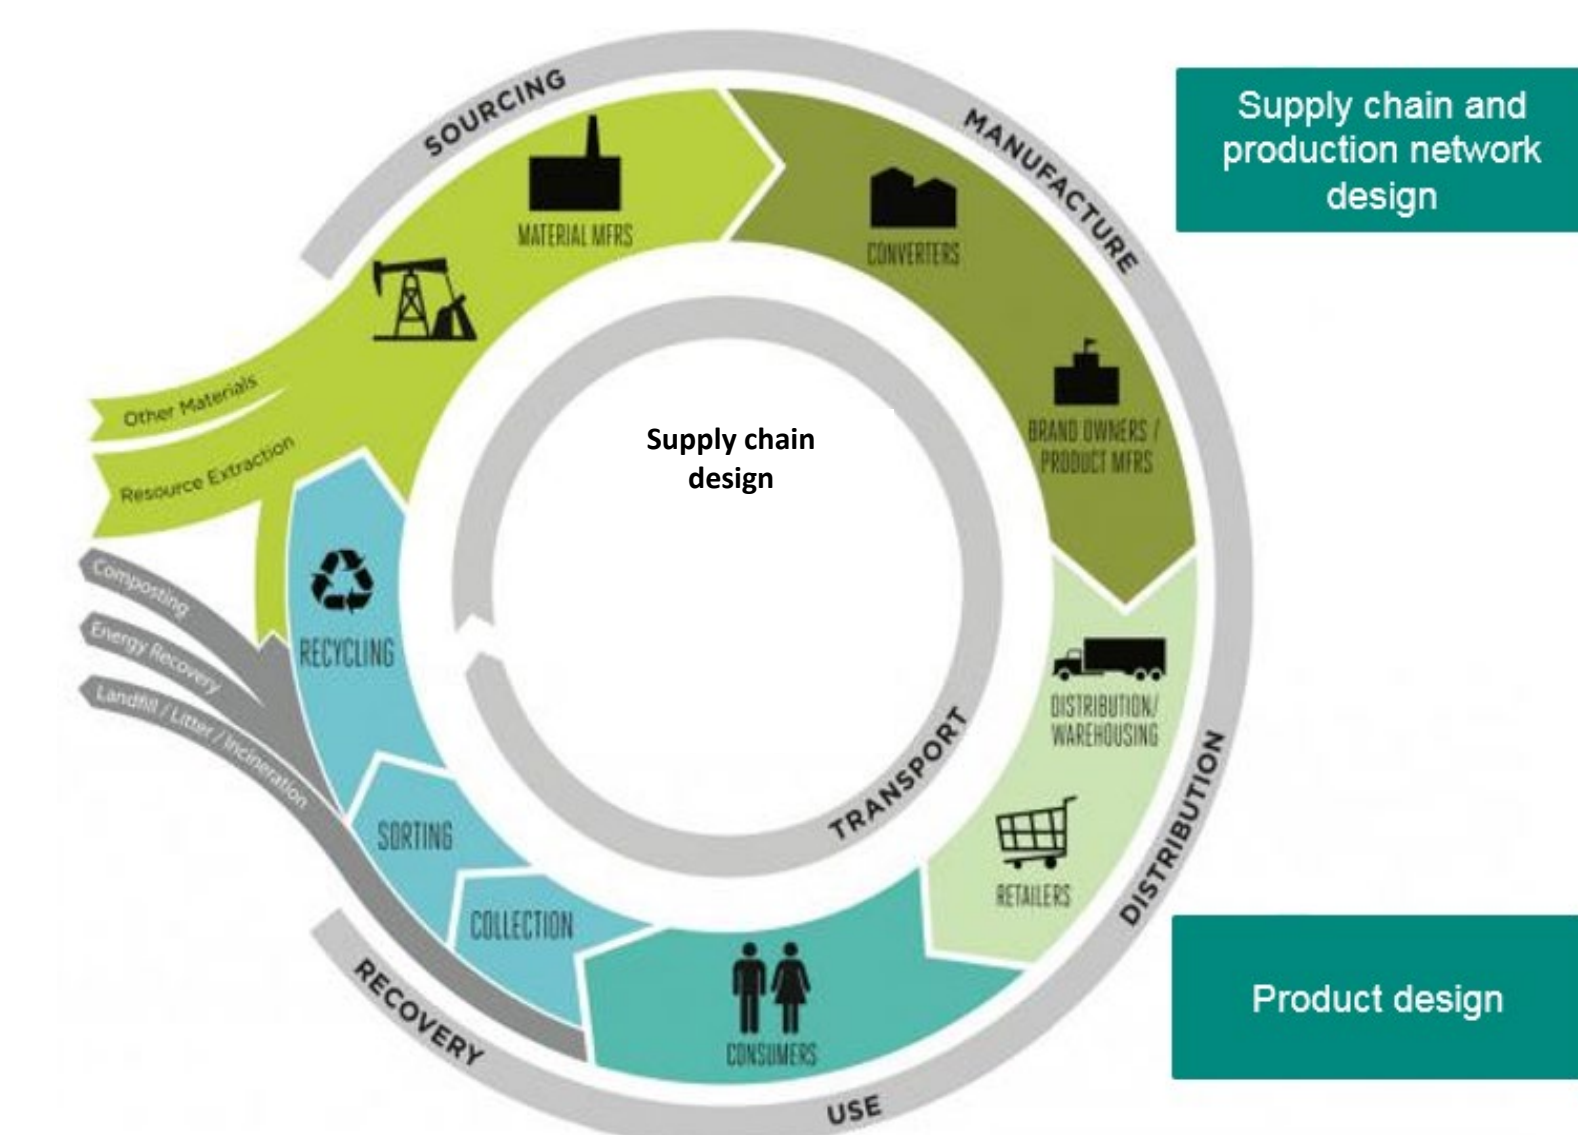 SOURCING
MANUFACTURE
Supply chain and
production network
design
MATERIAL MFRS
CONVERTERS
Other Materials
Resource Extraction
BRAND OWNERS /
PRODUCT MFRS
Supply chain
design
Composting
Energy Recovery
Landfill / Litter / Incineration
RECYCLING
DISTRIBUTION/
WAREHOUSING
TRANSPORT
DISTRIBUTION
SORTING
RETAILERS
COLLECTION
Product design
RECOVERY
CONSUMERS
USE